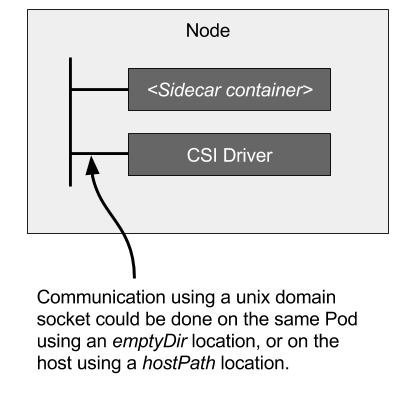 Node
<Sidecar container>
CSI Driver
Communication using a unix domain
socket could be done on the same Pod
using an emptyDir location, or on the
host using a hostPath location.